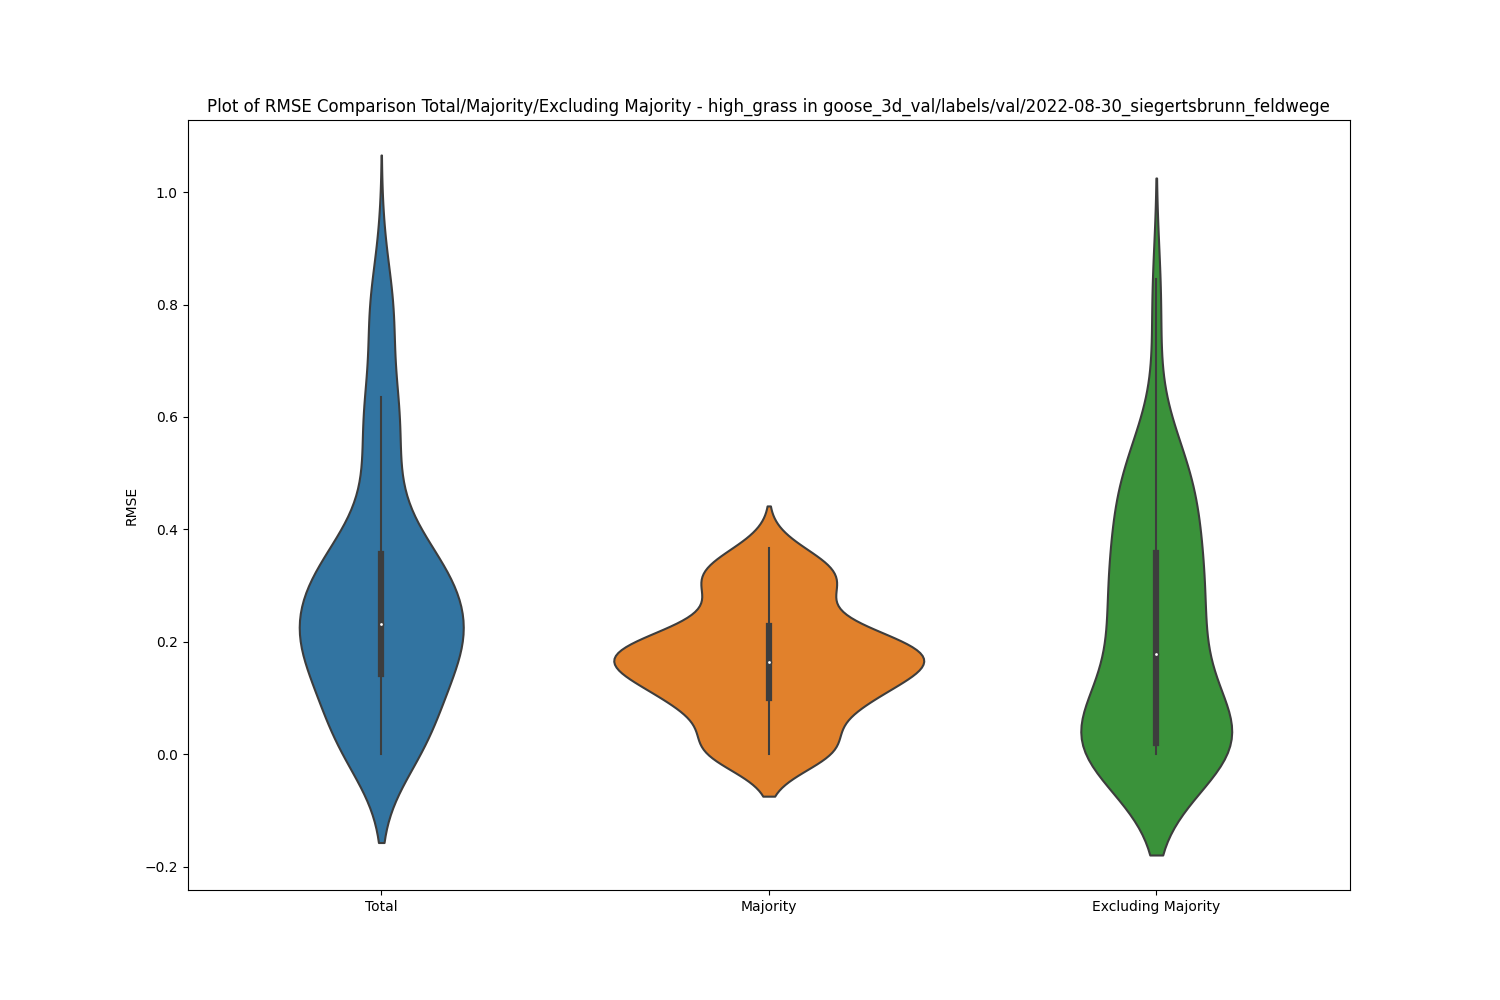 Plot of RMSE Comparison Total/Majority/Excluding Majority - high_grass in goose_3d_val/labels/val/2022-08-30_siegertsbrunn_feldwege
1.0
0.8
0.6
0.4
0.2
0.0
−0.2
RMSE
Total
Majority
Excluding Majority